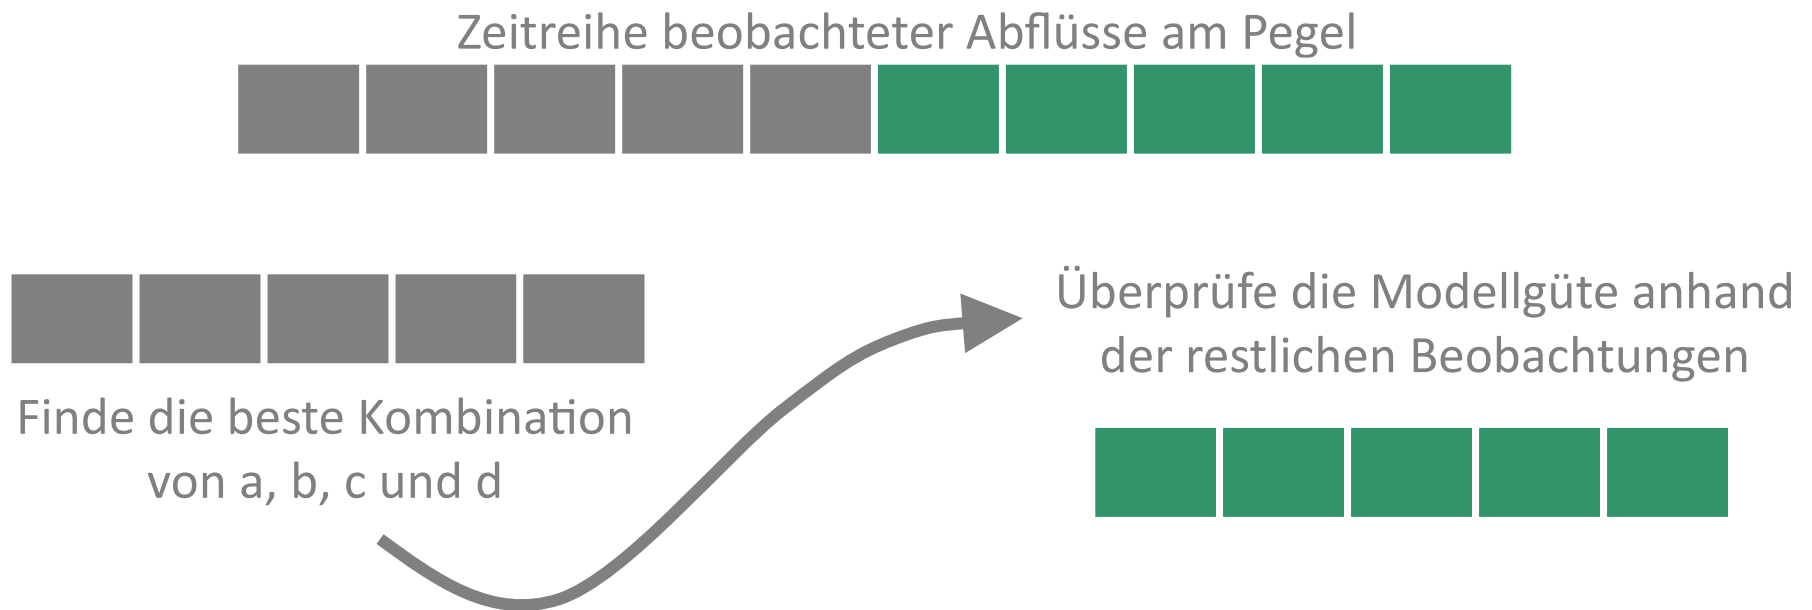 Zeitreihe beobachteter Abflüsse am Pegel
Finde die beste Kombination
von a, b, c und d
Überprüfe die Modellgüte anhand
der restlichen Beobachtungen